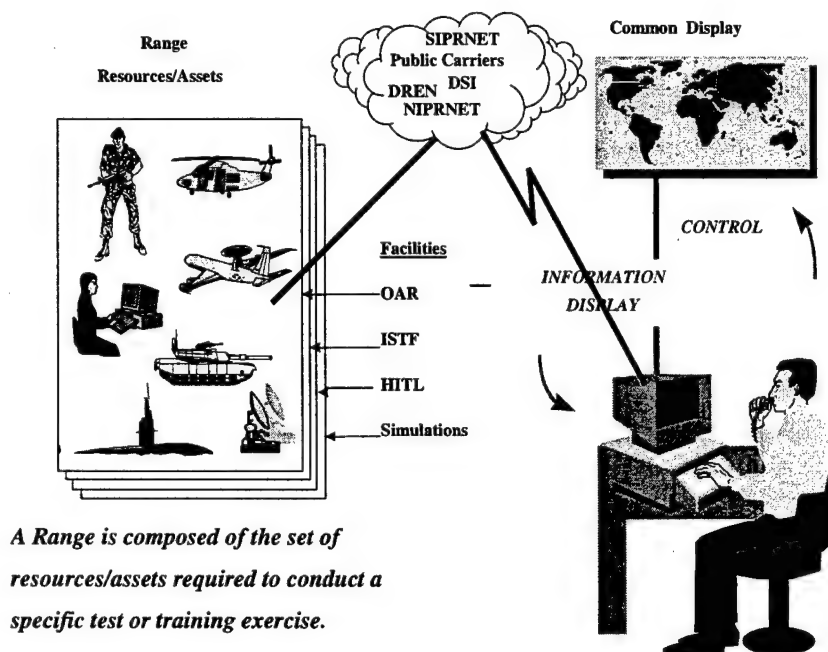 Range
Resources/Assets
SIPRNET
Public Carriers
DSI
DREN
NIPRNET
Common Display
Facilities
OAR
ISTF
HITL
Simulations
CONTROL
INFORMATION
DISPLAY
A Range is composed of the set of
resources/assets required to conduct a
specific test or training exercise.